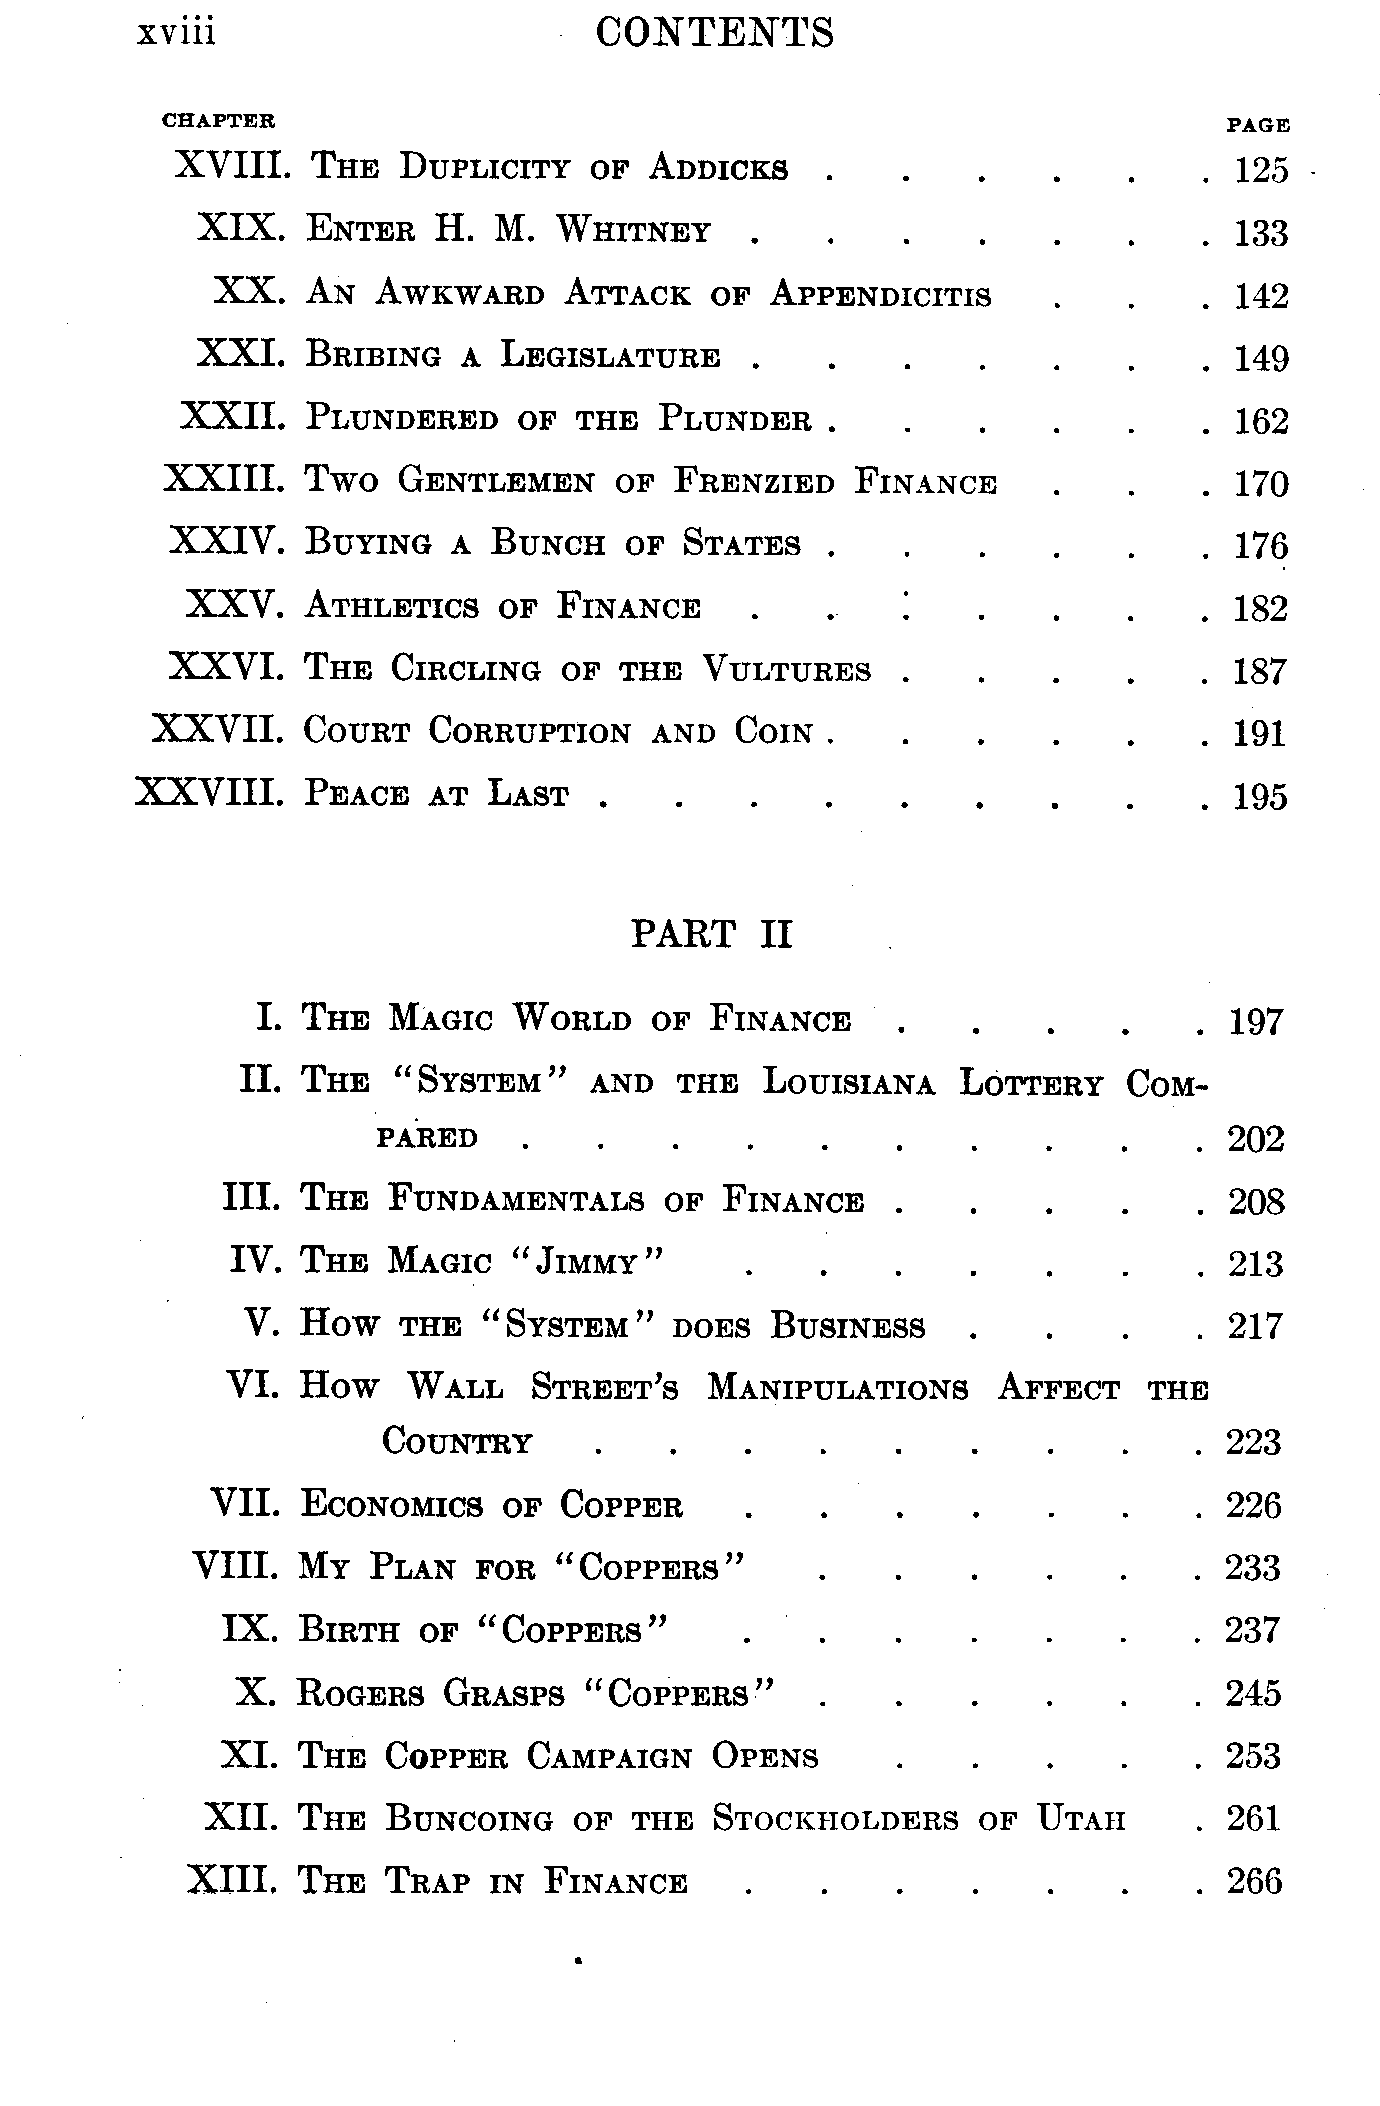 xviii CONTENTS
CHAPTER PAGE
XVIII. The Duplicity of Addicks . . . . . . 125
XIX. Enter H. M. Whitney . . . . . . . 133
XX. An Awkward Attack of Appendicitis . . . 142
XXI. Bribing a Legislature . . . . . . . 149
XXII. Plundered of the Plunder . . . . . . 162
XXIII. Two Gentlemen of Frenzied Finance . . . 170
XXIV. Buying a Bunch of States . . . . . . 176
XXV. Athletics of Finance . . . . . . . 182
XXVI. The Circling of the Vultures . . . . . 187
XXVII. Court Corruption and Coin . . . . . . 191
XXVIII. Peace at Last . . . . . . . . . 195
PART II
I. The Magic World of Finance . . . . . 197
II. The "System" and the Louisiana Lottery Com-
pared . . . . . . . . . . 202
III. The Fundamentals of Finance . . . . . 208
IV. The Magic "Jimmy" . . . . . . . 213
V. How the "System" does Business . . . . 217
VI. How Wall Street's Manipulations Affect the
Country . . . . . . . . . 223
VII. Economics of Copper . . . . . . . 226
VIII. My Plan for "Coppers" . . . . . . 233
IX. Birth of "Coppers" . . . . . . . 237
X. Rogers Grasps "Coppers" . . . . . . 245
XI. The Copper Campaign Opens . . . . . 253
XII. The Buncoing of the Stockholders of Utah . 261
XIII. The Trap in Finance . . . . . . . 266